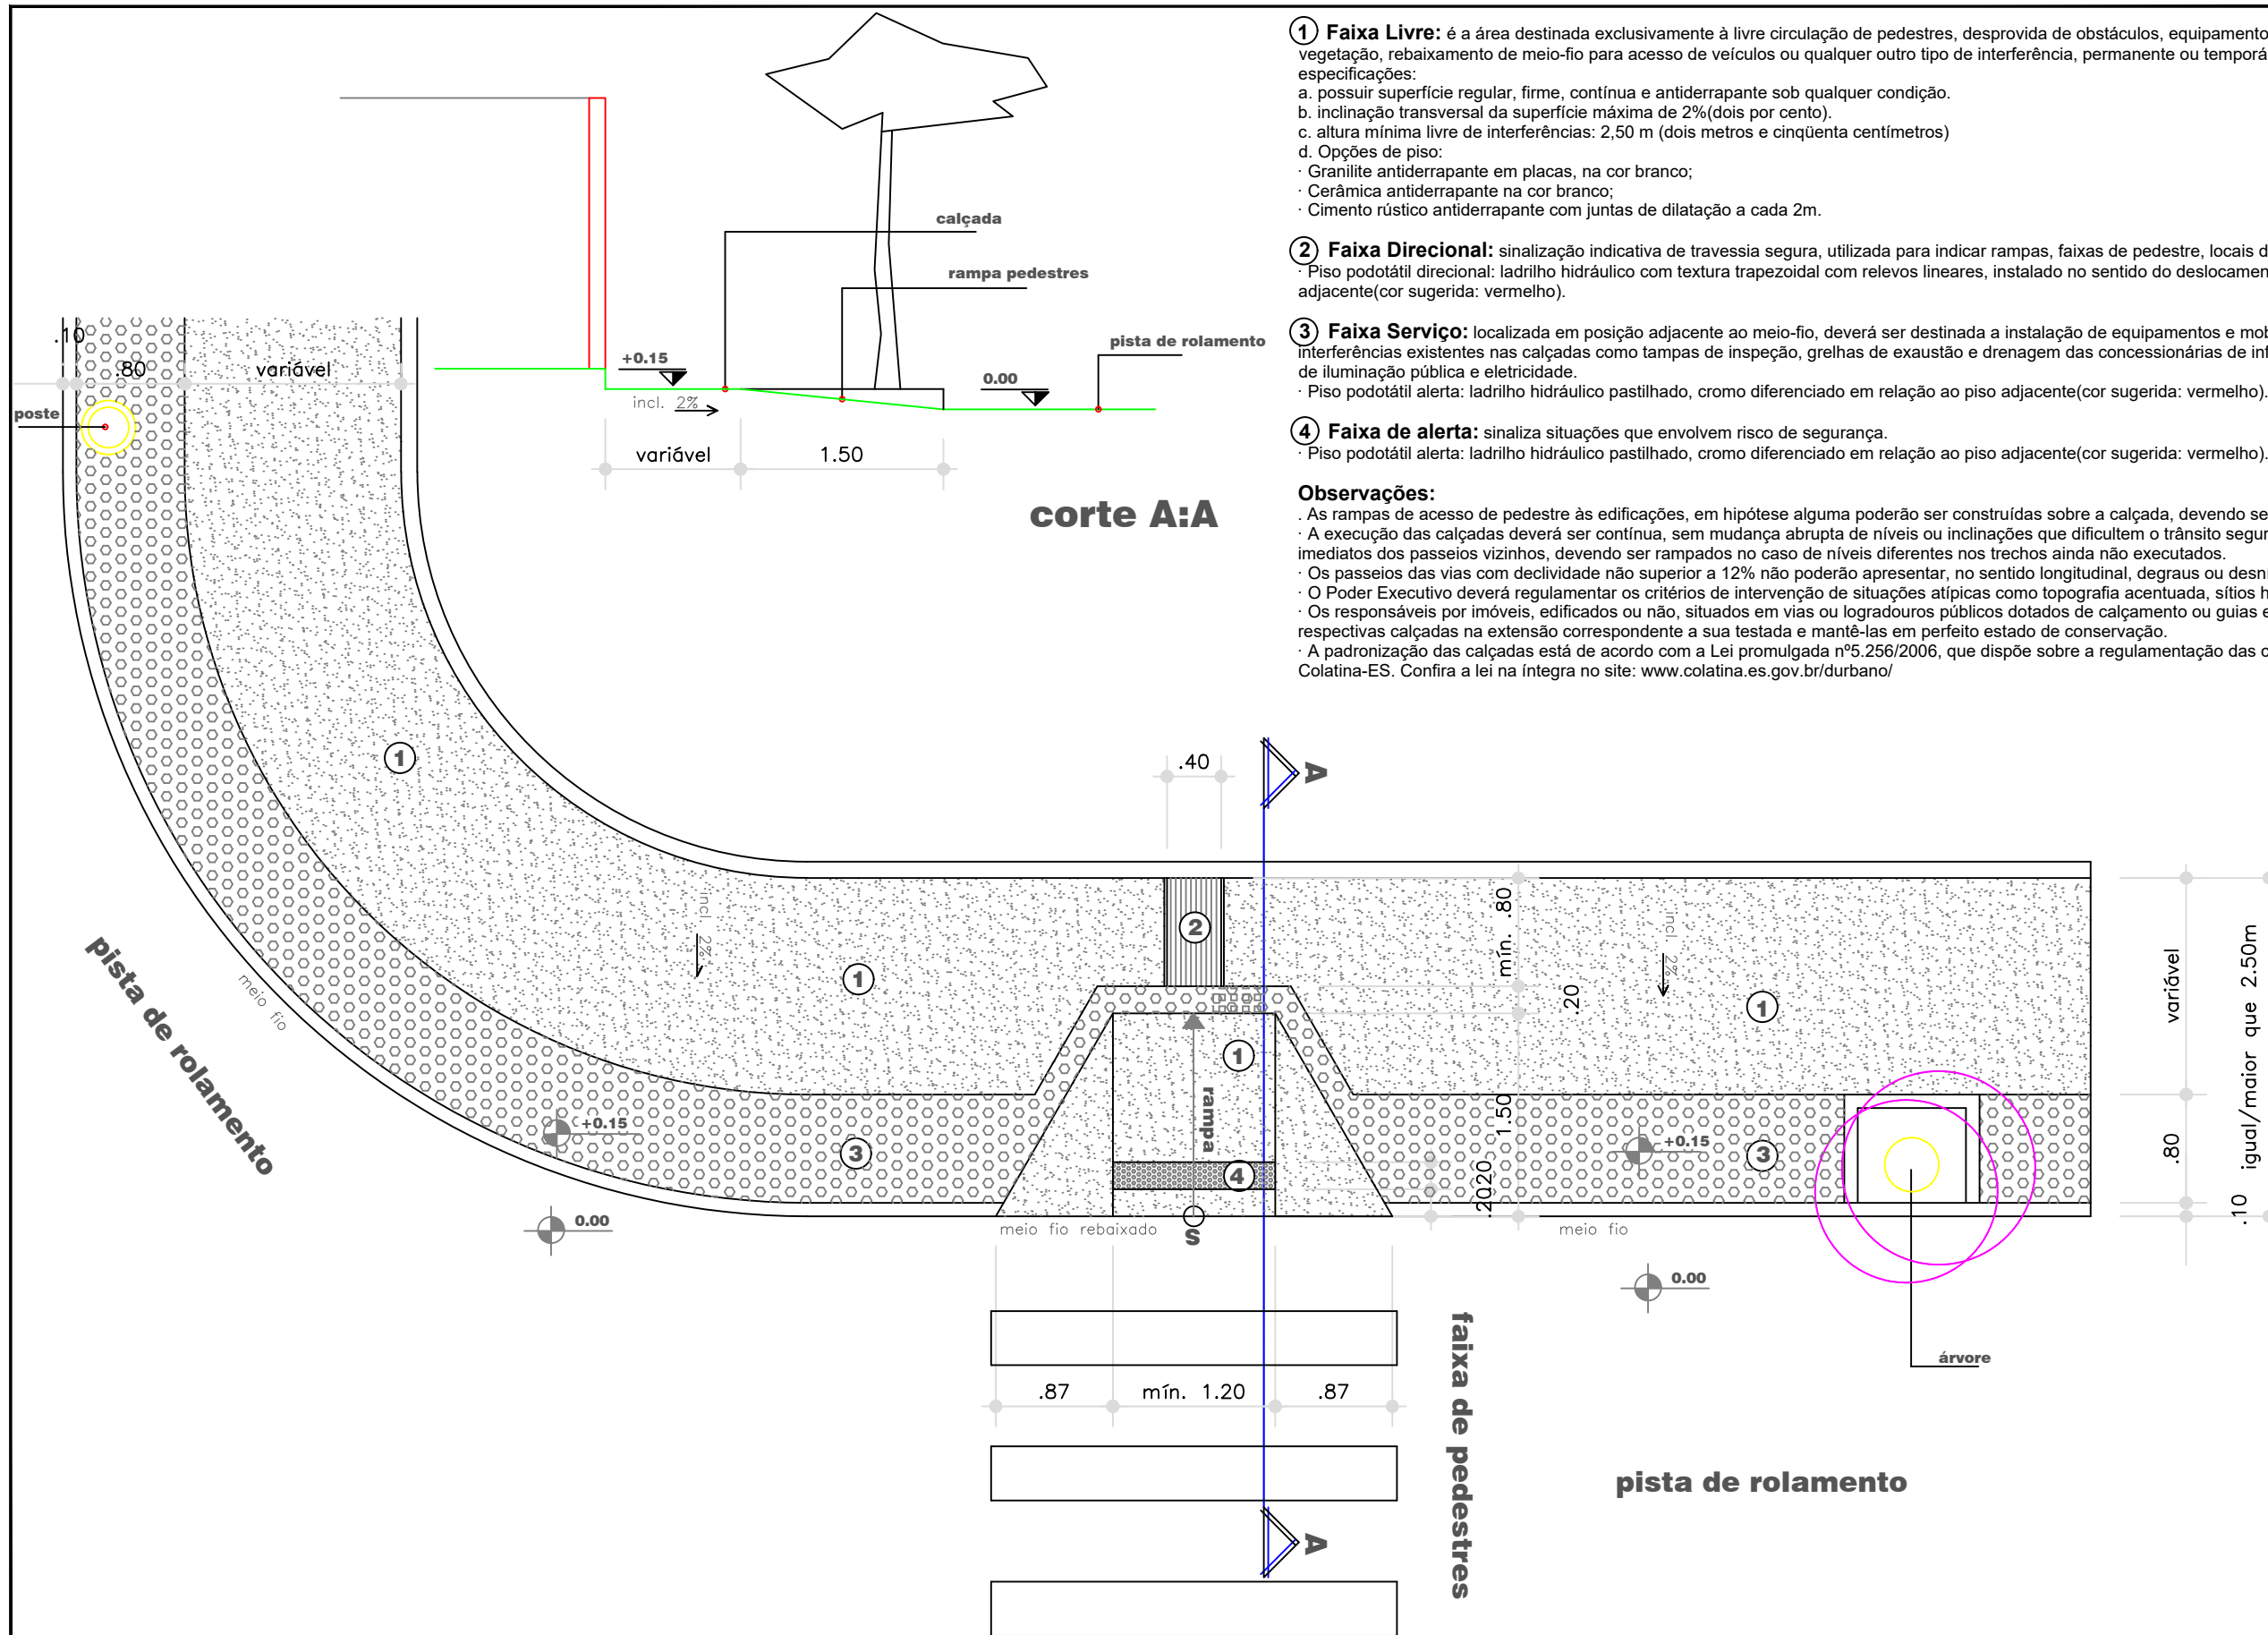 1 Faixa Livre: é a área destinada exclusivamente à livre circulação de pedestres, desprovida de obstáculos, equipamento
vegetação, rebaixamento de meio-fio para acesso de veículos ou qualquer outro tipo de interferência, permanente ou temporá
especificações:
a. possuir superfície regular, firme, contínua e antiderrapante sob qualquer condição.
b. inclinação transversal da superfície máxima de 2%(dois por cento).
c. altura mínima livre de interferências: 2,50 m (dois metros e cinqüenta centímetros)
d. Opções de piso:
· Granilite antiderrapante em placas, na cor branco;
· Cerâmica antiderrapante na cor branco;
· Cimento rústico antiderrapante com juntas de dilatação a cada 2m.
2 Faixa Direcional: sinalização indicativa de travessia segura, utilizada para indicar rampas, faixas de pedestre, locais d
· Piso podotátil direcional: ladrilho hidráulico com textura trapezoidal com relevos lineares, instalado no sentido do deslocamen
adjacente(cor sugerida: vermelho).
3 Faixa Serviço: localizada em posição adjacente ao meio-fio, deverá ser destinada a instalação de equipamentos e mob
interferências existentes nas calçadas como tampas de inspeção, grelhas de exaustão e drenagem das concessionárias de inf
de iluminação pública e eletricidade.
· Piso podotátil alerta: ladrilho hidráulico pastilhado, cromo diferenciado em relação ao piso adjacente(cor sugerida: vermelho).
4 Faixa de alerta: sinaliza situações que envolvem risco de segurança.
· Piso podotátil alerta: ladrilho hidráulico pastilhado, cromo diferenciado em relação ao piso adjacente(cor sugerida: vermelho).
Observações:
. As rampas de acesso de pedestre às edificações, em hipótese alguma poderão ser construídas sobre a calçada, devendo se
· A execução das calçadas deverá ser contínua, sem mudança abrupta de níveis ou inclinações que dificultem o trânsito segur
imediatos dos passeios vizinhos, devendo ser rampados no caso de níveis diferentes nos trechos ainda não executados.
· Os passeios das vias com declividade não superior a 12% não poderão apresentar, no sentido longitudinal, degraus ou desn
· O Poder Executivo deverá regulamentar os critérios de intervenção de situações atípicas como topografia acentuada, sítios h
· Os responsáveis por imóveis, edificados ou não, situados em vias ou logradouros públicos dotados de calçamento ou guias e
respectivas calçadas na extensão correspondente a sua testada e mantê-las em perfeito estado de conservação.
· A padronização das calçadas está de acordo com a Lei promulgada nº5.256/2006, que dispõe sobre a regulamentação das c
Colatina-ES. Confira a lei na íntegra no site: www.colatina.es.gov.br/durbano/
calçada
rampa pedestres
pista de rolamento
+0.15
0.00
incl. 2%
variável
1.50
corte A:A
.10
.80
variável
poste
1
.40
A
incl 2%
1
2
mín. .80
.20
incl 2%
1
variável
igual/maior que 2.50m
1
rampa
1.50
+0.15
3
4
.2020
+0.15
3
.80
.10
pista de rolamento
meio fio
0.00
meio fio rebaixado
S
meio fio
0.00
árvore
.87
mín. 1.20
.87
faixa de pedestres
pista de rolamento
A